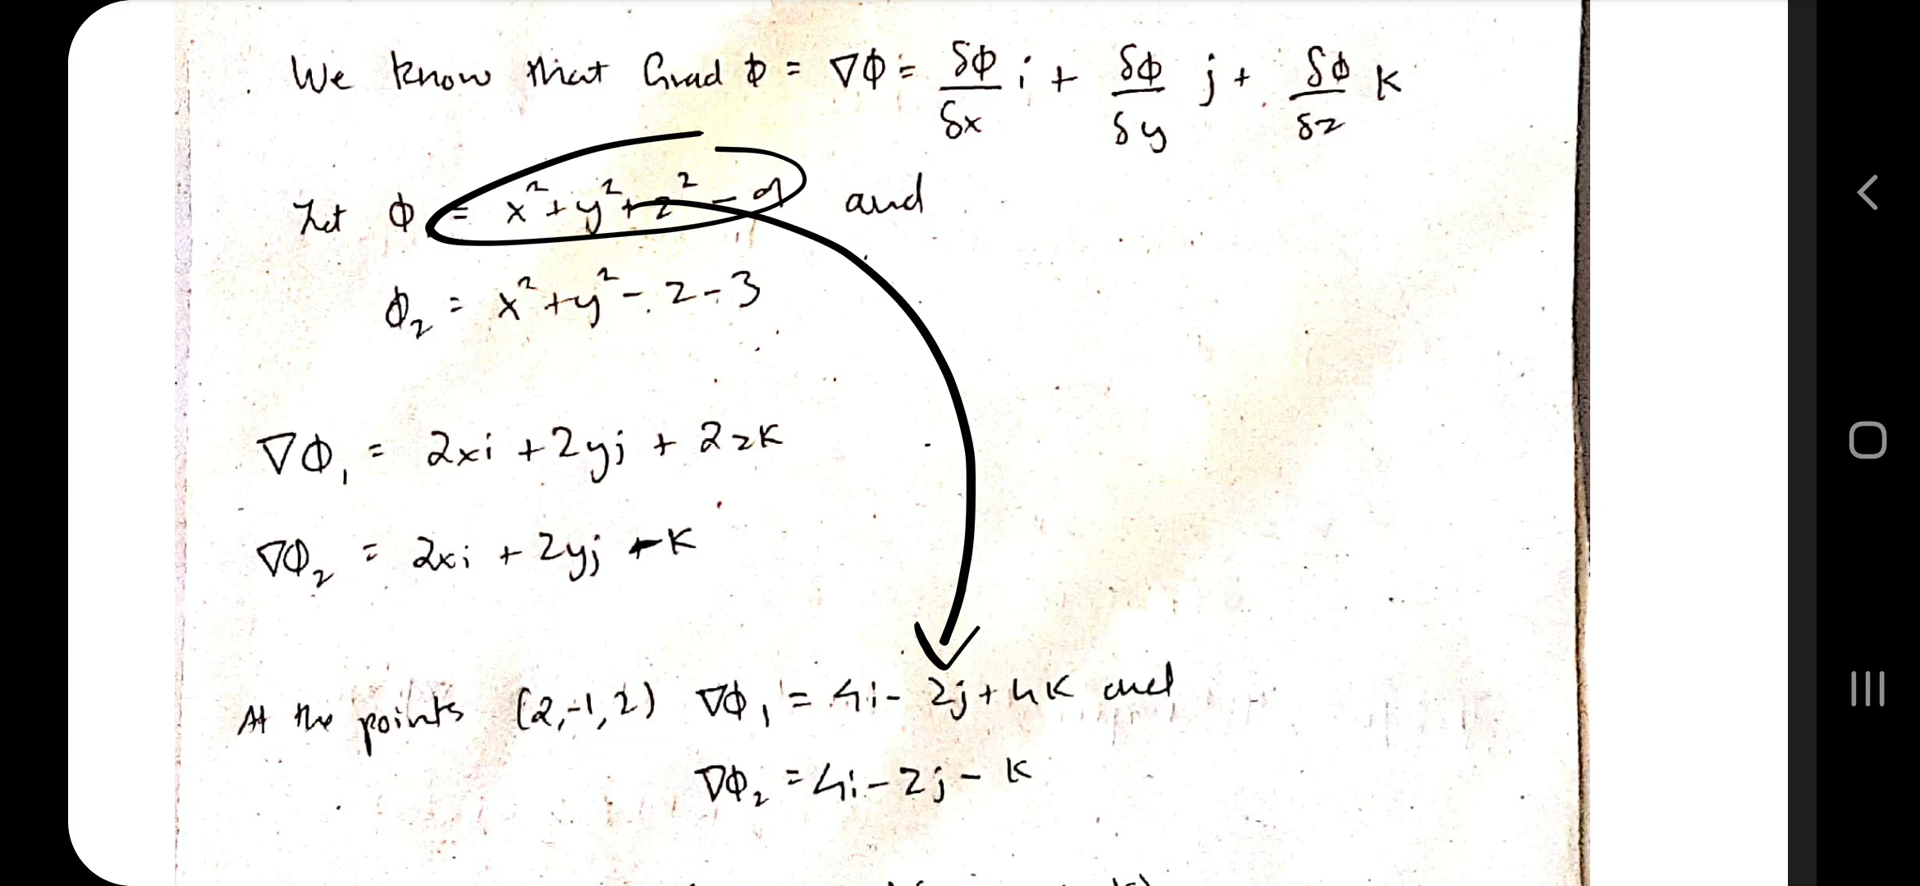 We know that Grad φ = ∇φ = δφ/δx i + δφ/δy j + δφ/δz k
Let φ = x² + y² + z² - 9 and
φ₂ = x² + y² - z - 3
∇φ₁ = 2xi + 2yj + 2zk
∇φ₂ = 2xi + 2yj - k
At the points (2,-1,2) ∇φ₁ = 4i - 2j + 4k and
∇φ₂ = 4i - 2j - k